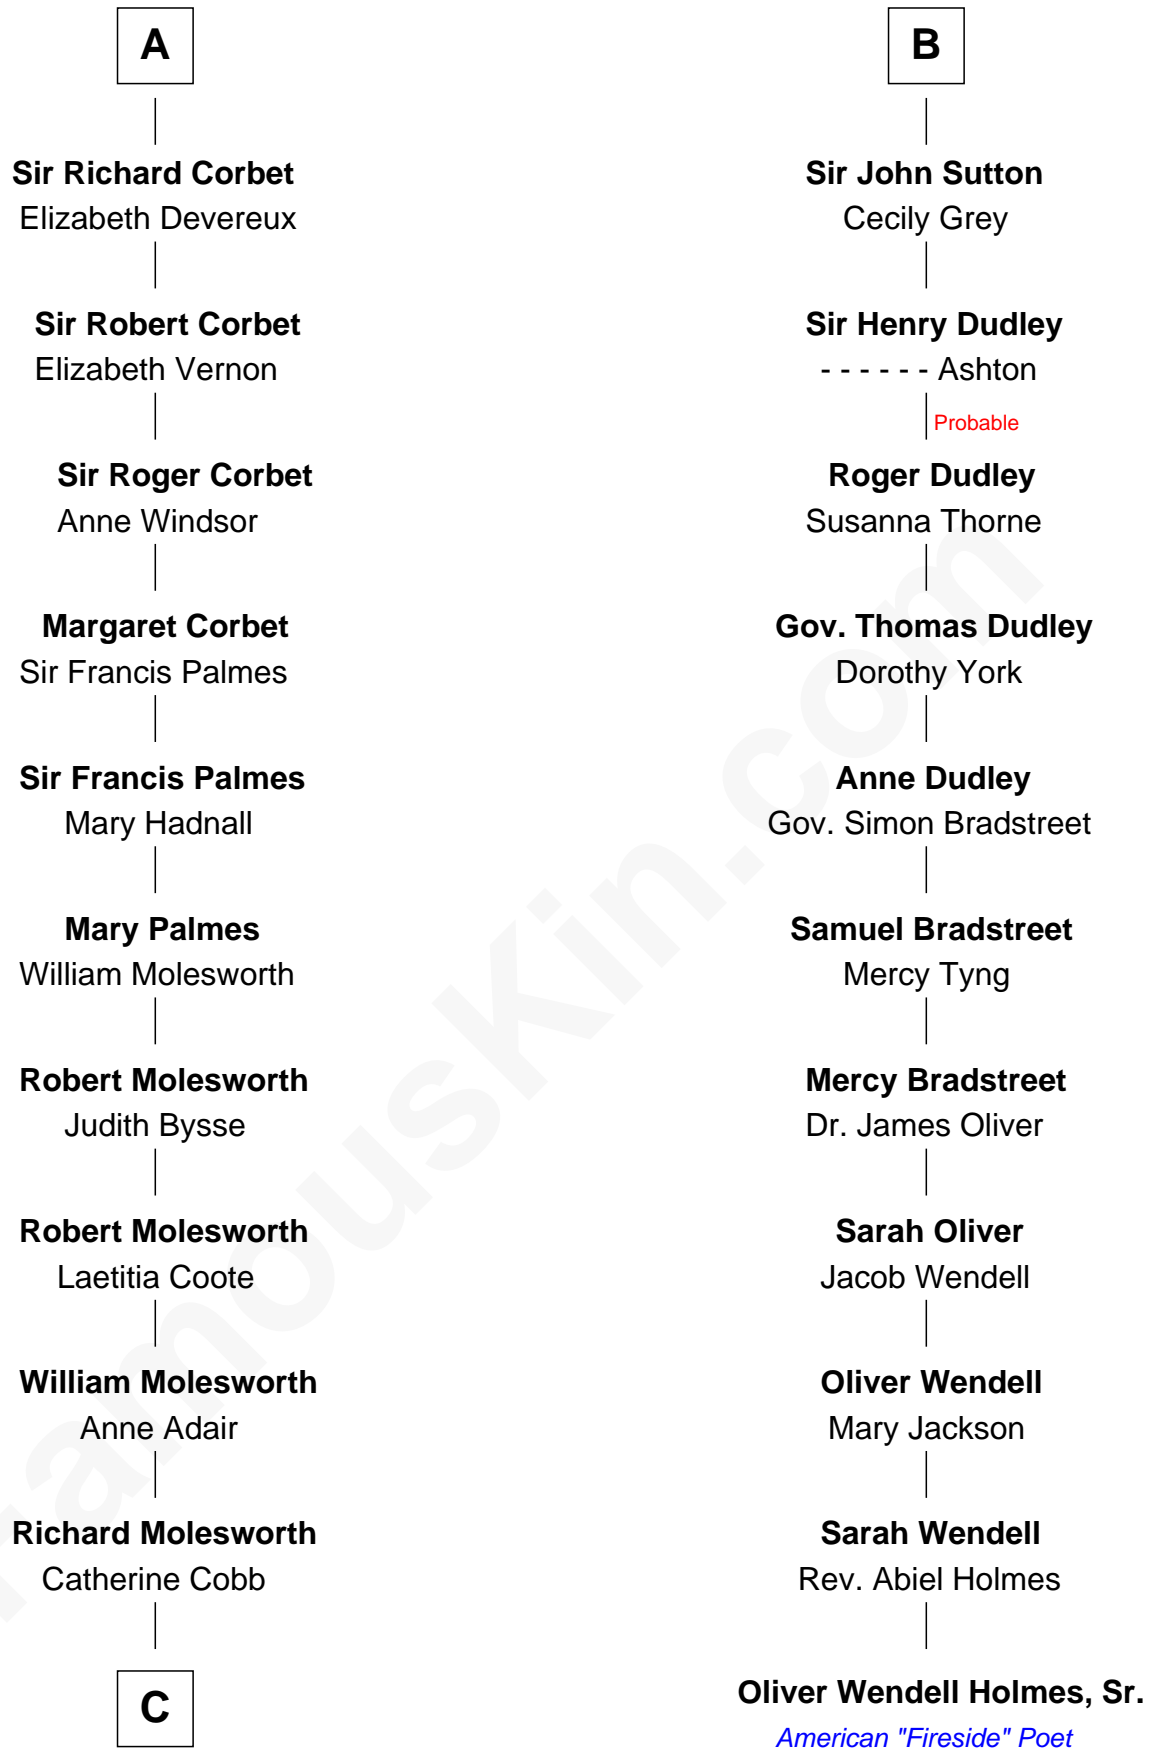 A
Sir Richard Corbet
Elizabeth Devereux
Sir Robert Corbet
Elizabeth Vernon
Sir Roger Corbet
Anne Windsor
Margaret Corbet
Sir Francis Palmes
Sir Francis Palmes
Mary Hadnall
Mary Palmes
William Molesworth
Robert Molesworth
Judith Bysse
Robert Molesworth
Laetitia Coote
William Molesworth
Anne Adair
Richard Molesworth
Catherine Cobb
C
B
Sir John Sutton
Cecily Grey
Sir Henry Dudley
- - - - - - Ashton
Probable
Roger Dudley
Susanna Thorne
Gov. Thomas Dudley
Dorothy York
Anne Dudley
Gov. Simon Bradstreet
Samuel Bradstreet
Mercy Tyng
Mercy Bradstreet
Dr. James Oliver
Sarah Oliver
Jacob Wendell
Oliver Wendell
Mary Jackson
Sarah Wendell
Rev. Abiel Holmes
Oliver Wendell Holmes, Sr.
American "Fireside" Poet
FamousKin.com